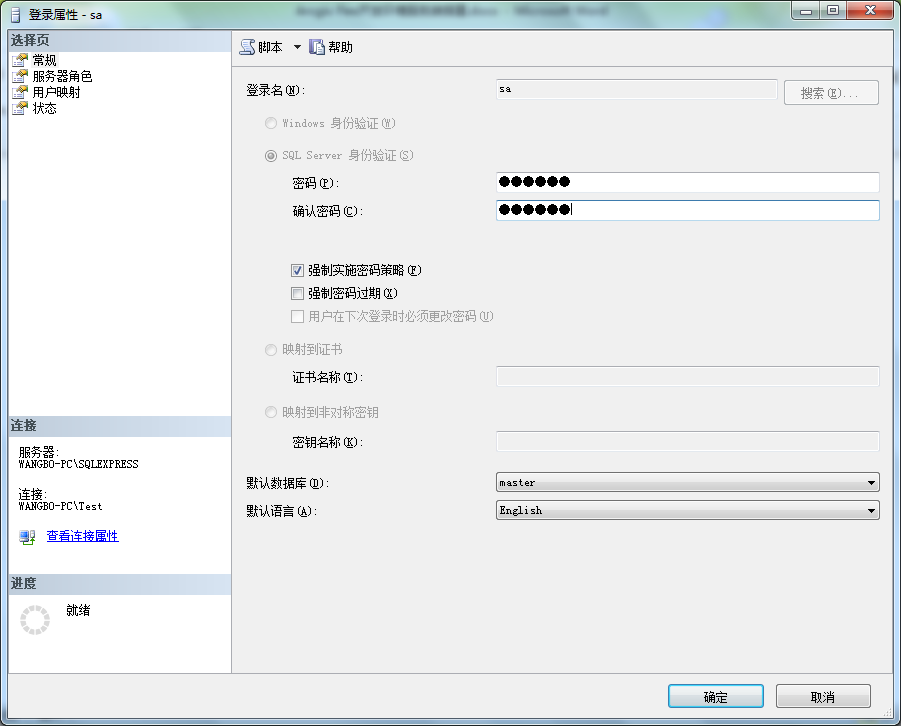 登录属性 - sa
选择页
常规
服务器角色
用户映射
状态
连接
服务器:
WANGBO-PC\SQLEXPRESS
连接:
WANGBO-PC\Test
查看连接属性
进度
就绪
脚本
帮助
登录名(N):
sa
搜索(E)...
Windows 身份验证(W)
SQL Server 身份验证(S)
密码(P):
●●●●●●
确认密码(C):
●●●●●●
强制实施密码策略(F)
强制密码过期(X)
用户在下次登录时必须更改密码(U)
映射到证书
证书名称(T):
映射到非对称密钥
密钥名称(K):
默认数据库(D):
master
默认语言(A):
English
确定
取消